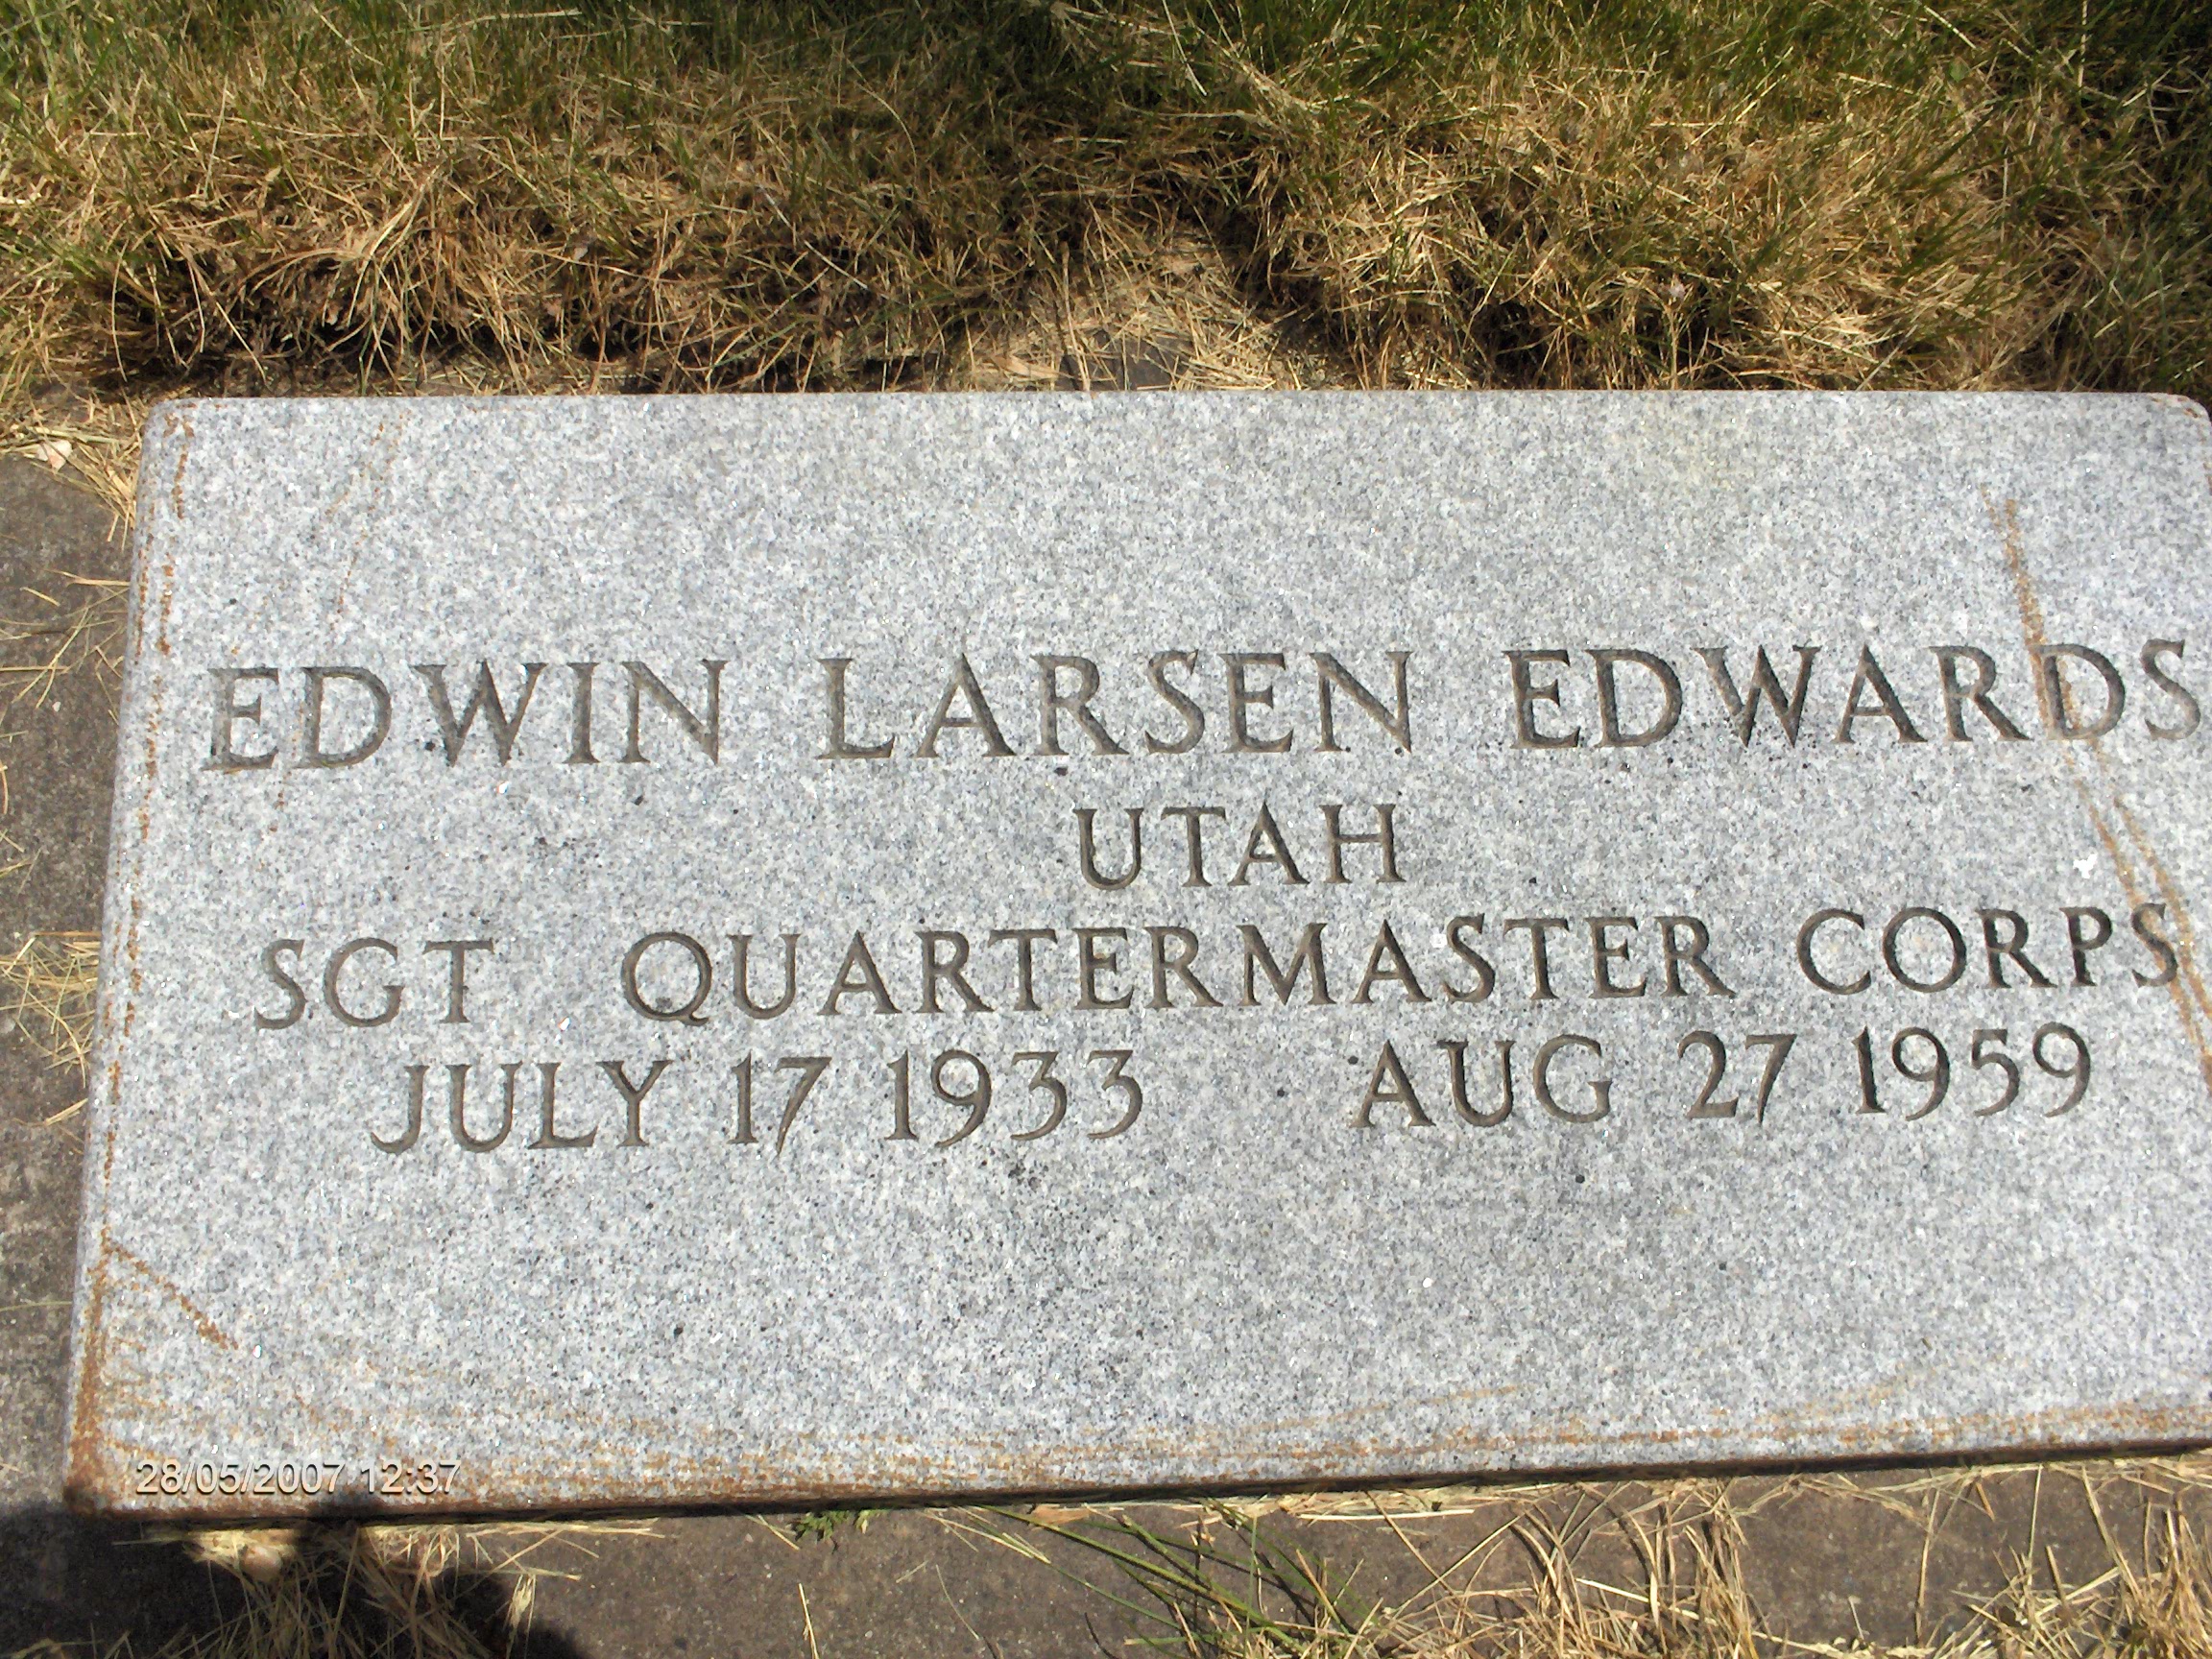 EDWIN LARSEN EDWARDS
UTAH
SGT QUARTERMASTER CORPS
JULY 17 1933 AUG 27 1959
28/05/2007 12:37